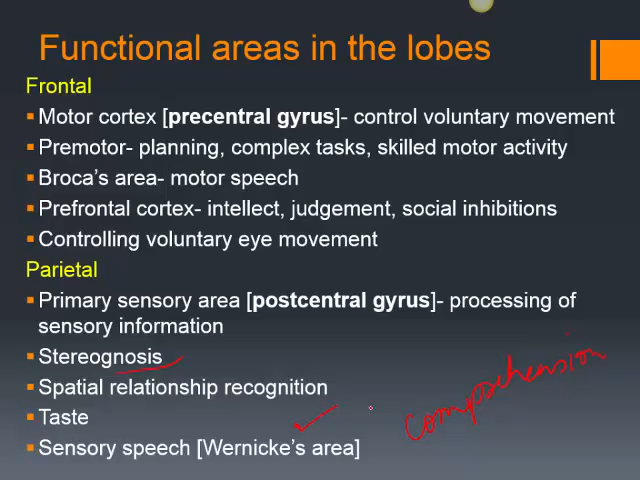 Functional areas in the lobes
Frontal
▪Motor cortex [precentral gyrus]- control voluntary movement
▪Premotor- planning, complex tasks, skilled motor activity
▪Broca's area- motor speech
▪Prefrontal cortex- intellect, judgement, social inhibitions
▪Controlling voluntary eye movement
Parietal
▪Primary sensory area [postcentral gyrus]- processing of
sensory information
▪Stereognosis
▪Spatial relationship recognition
▪Taste
▪Sensory speech [Wernicke's area]
comprehension